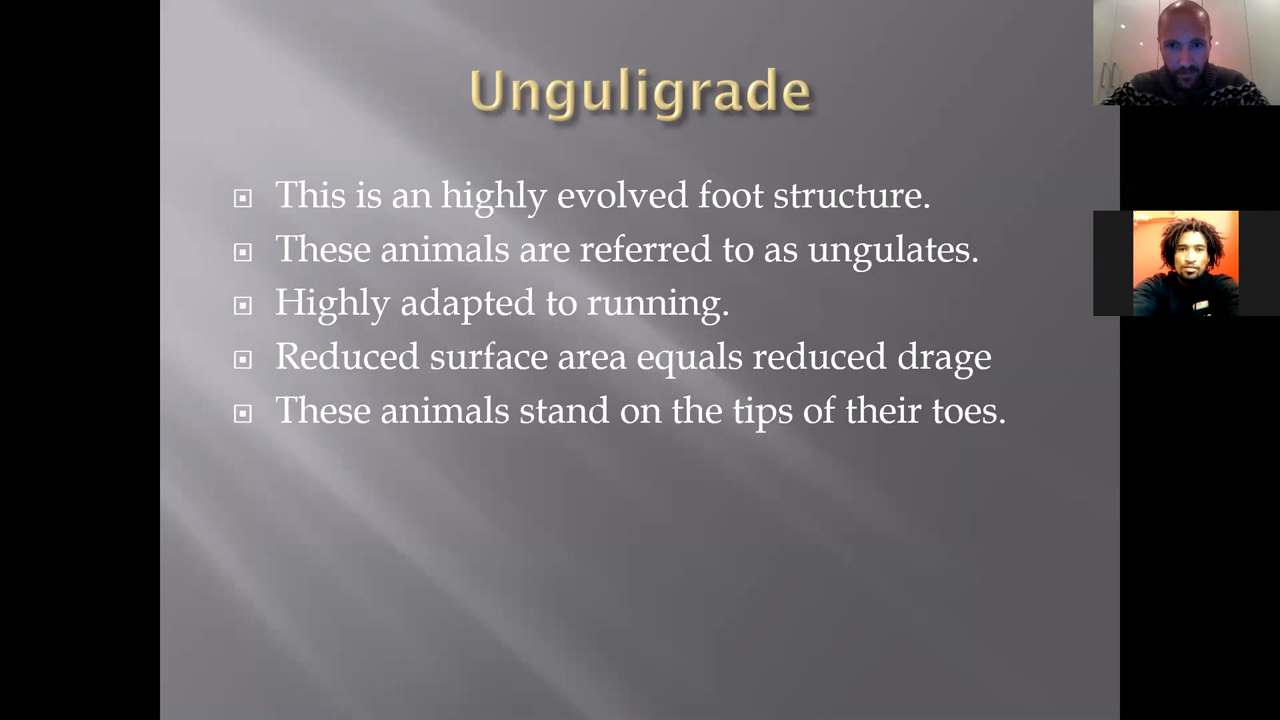 Unguligrade
This is an highly evolved foot structure.
These animals are referred to as ungulates.
Highly adapted to running.
Reduced surface area equals reduced drage
These animals stand on the tips of their toes.